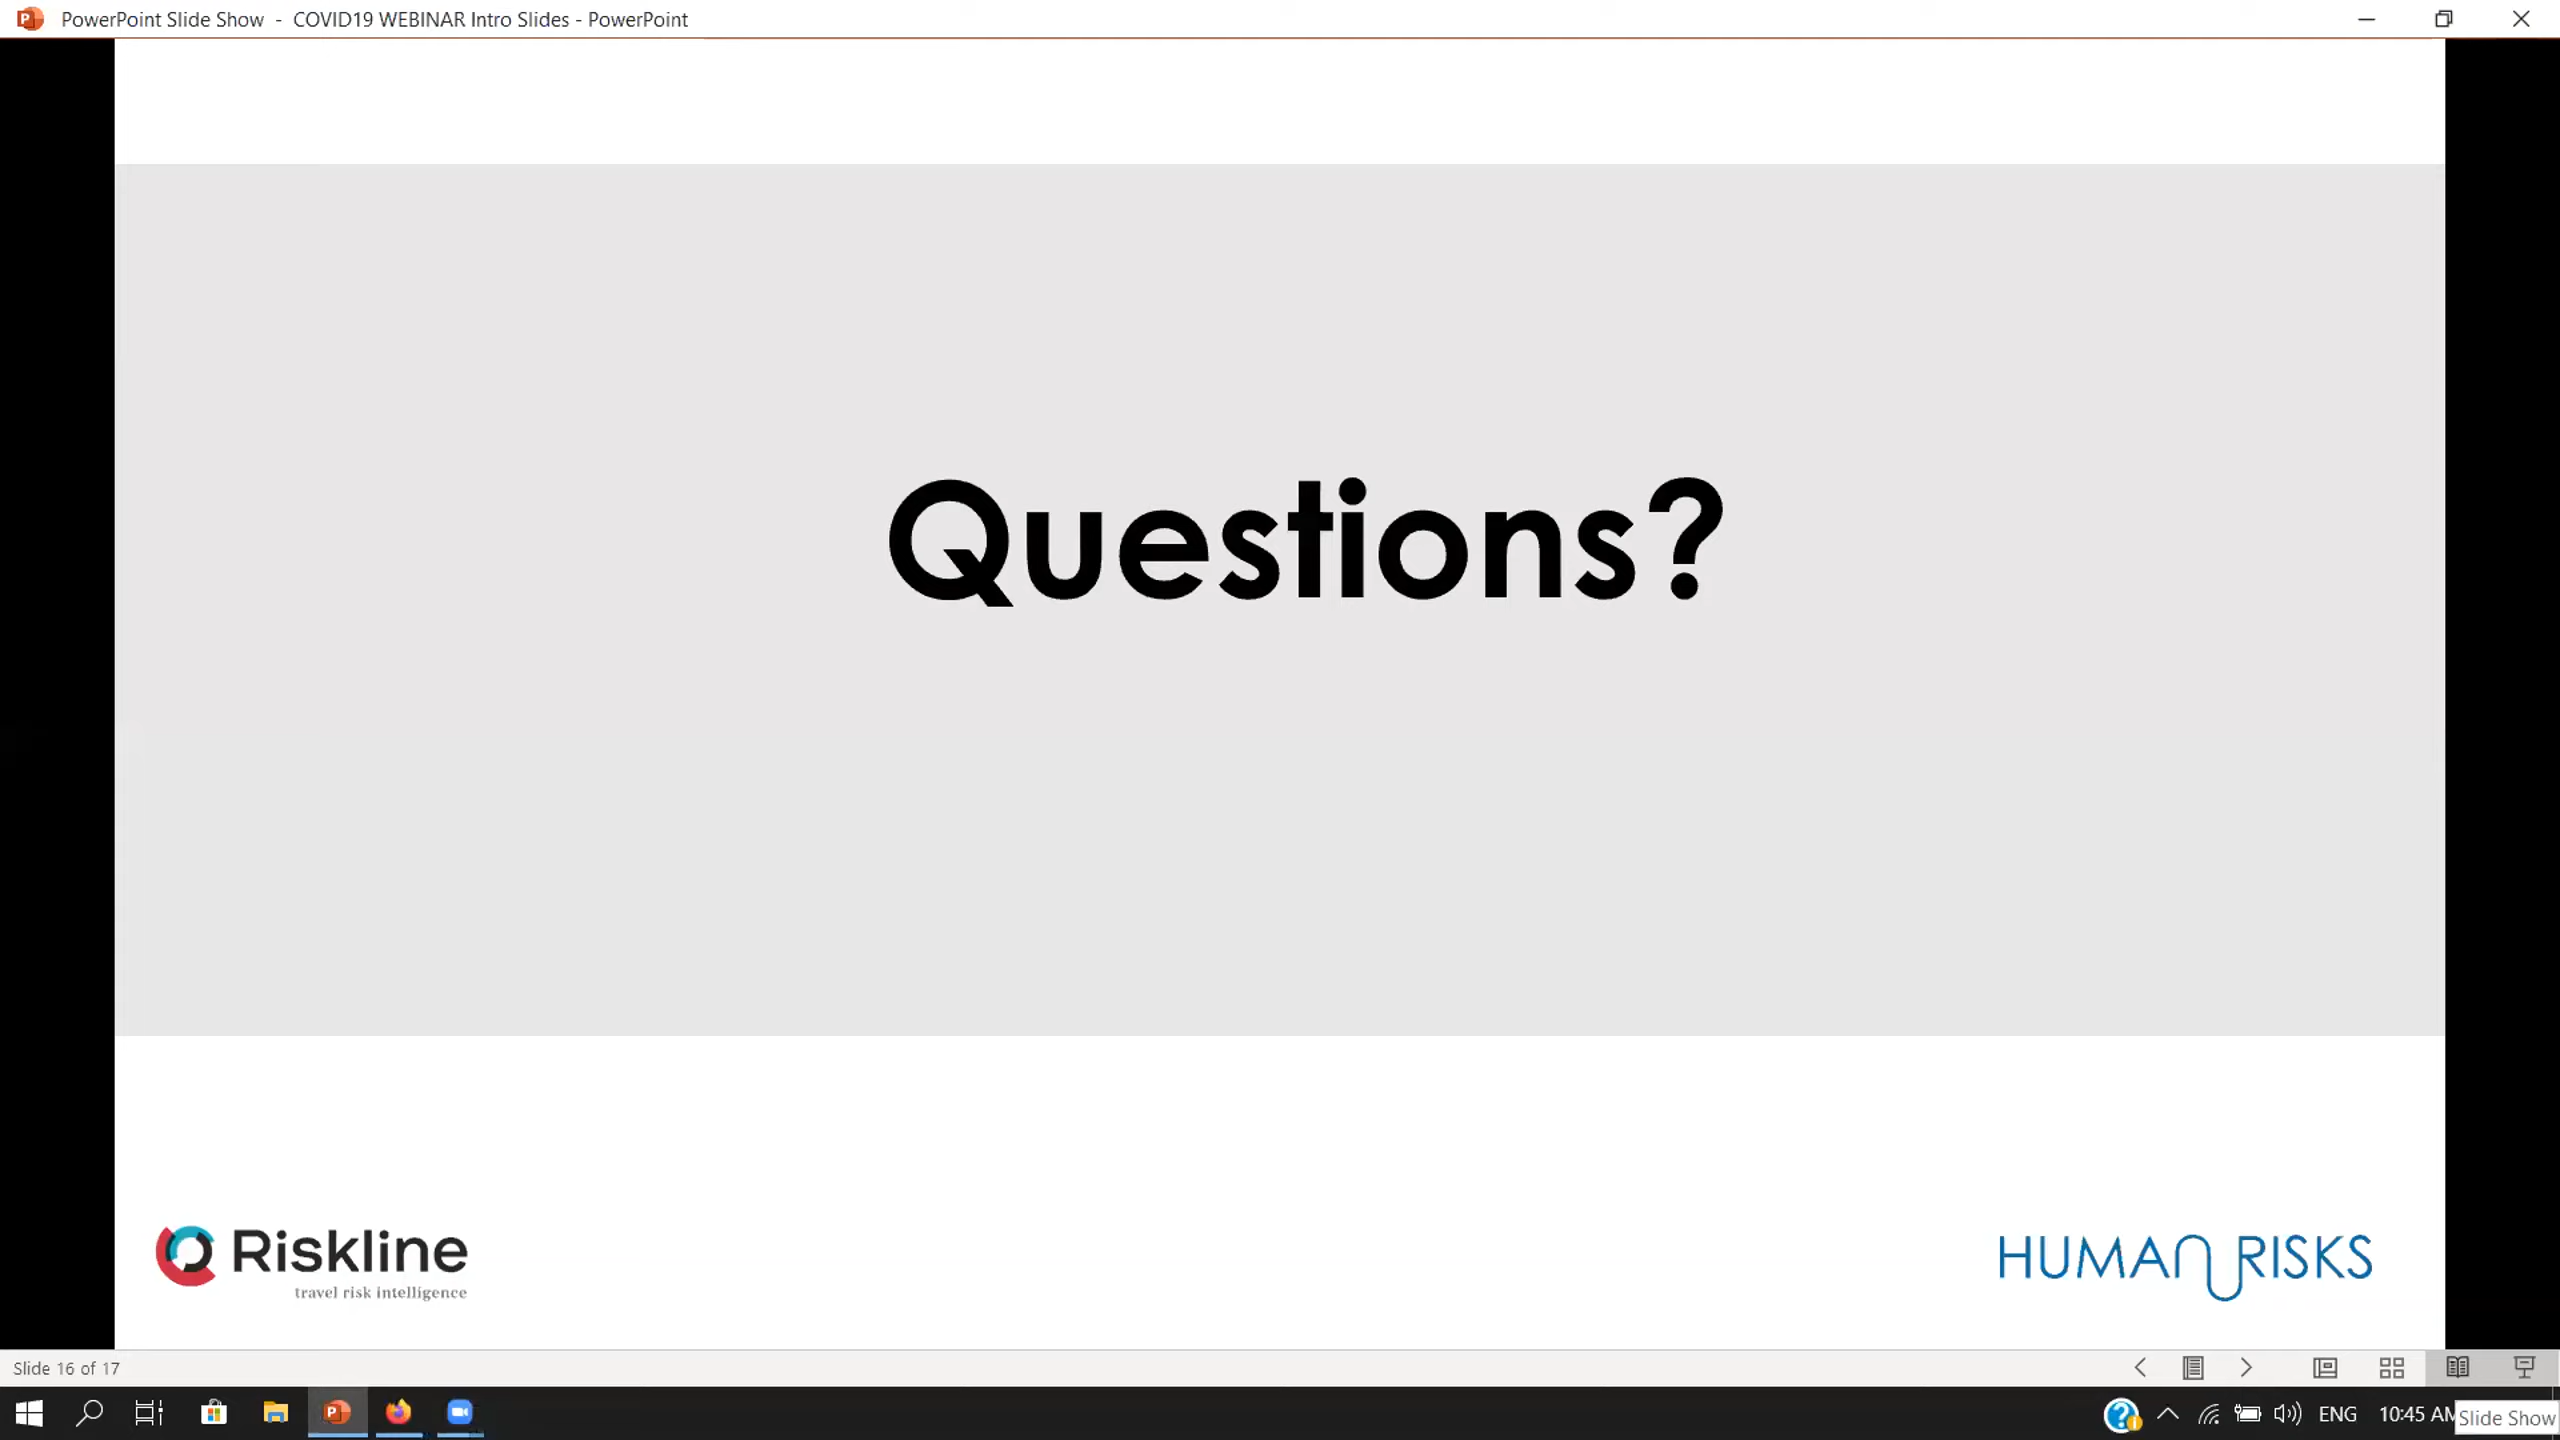 PowerPoint Slide Show - COVID19 WEBINAR Intro Slides - PowerPoint
Questions?
Riskline
travel risk intelligence
HUMAN RISKS
Slide 16 of 17
ENG
10:45 AM
Slide Show